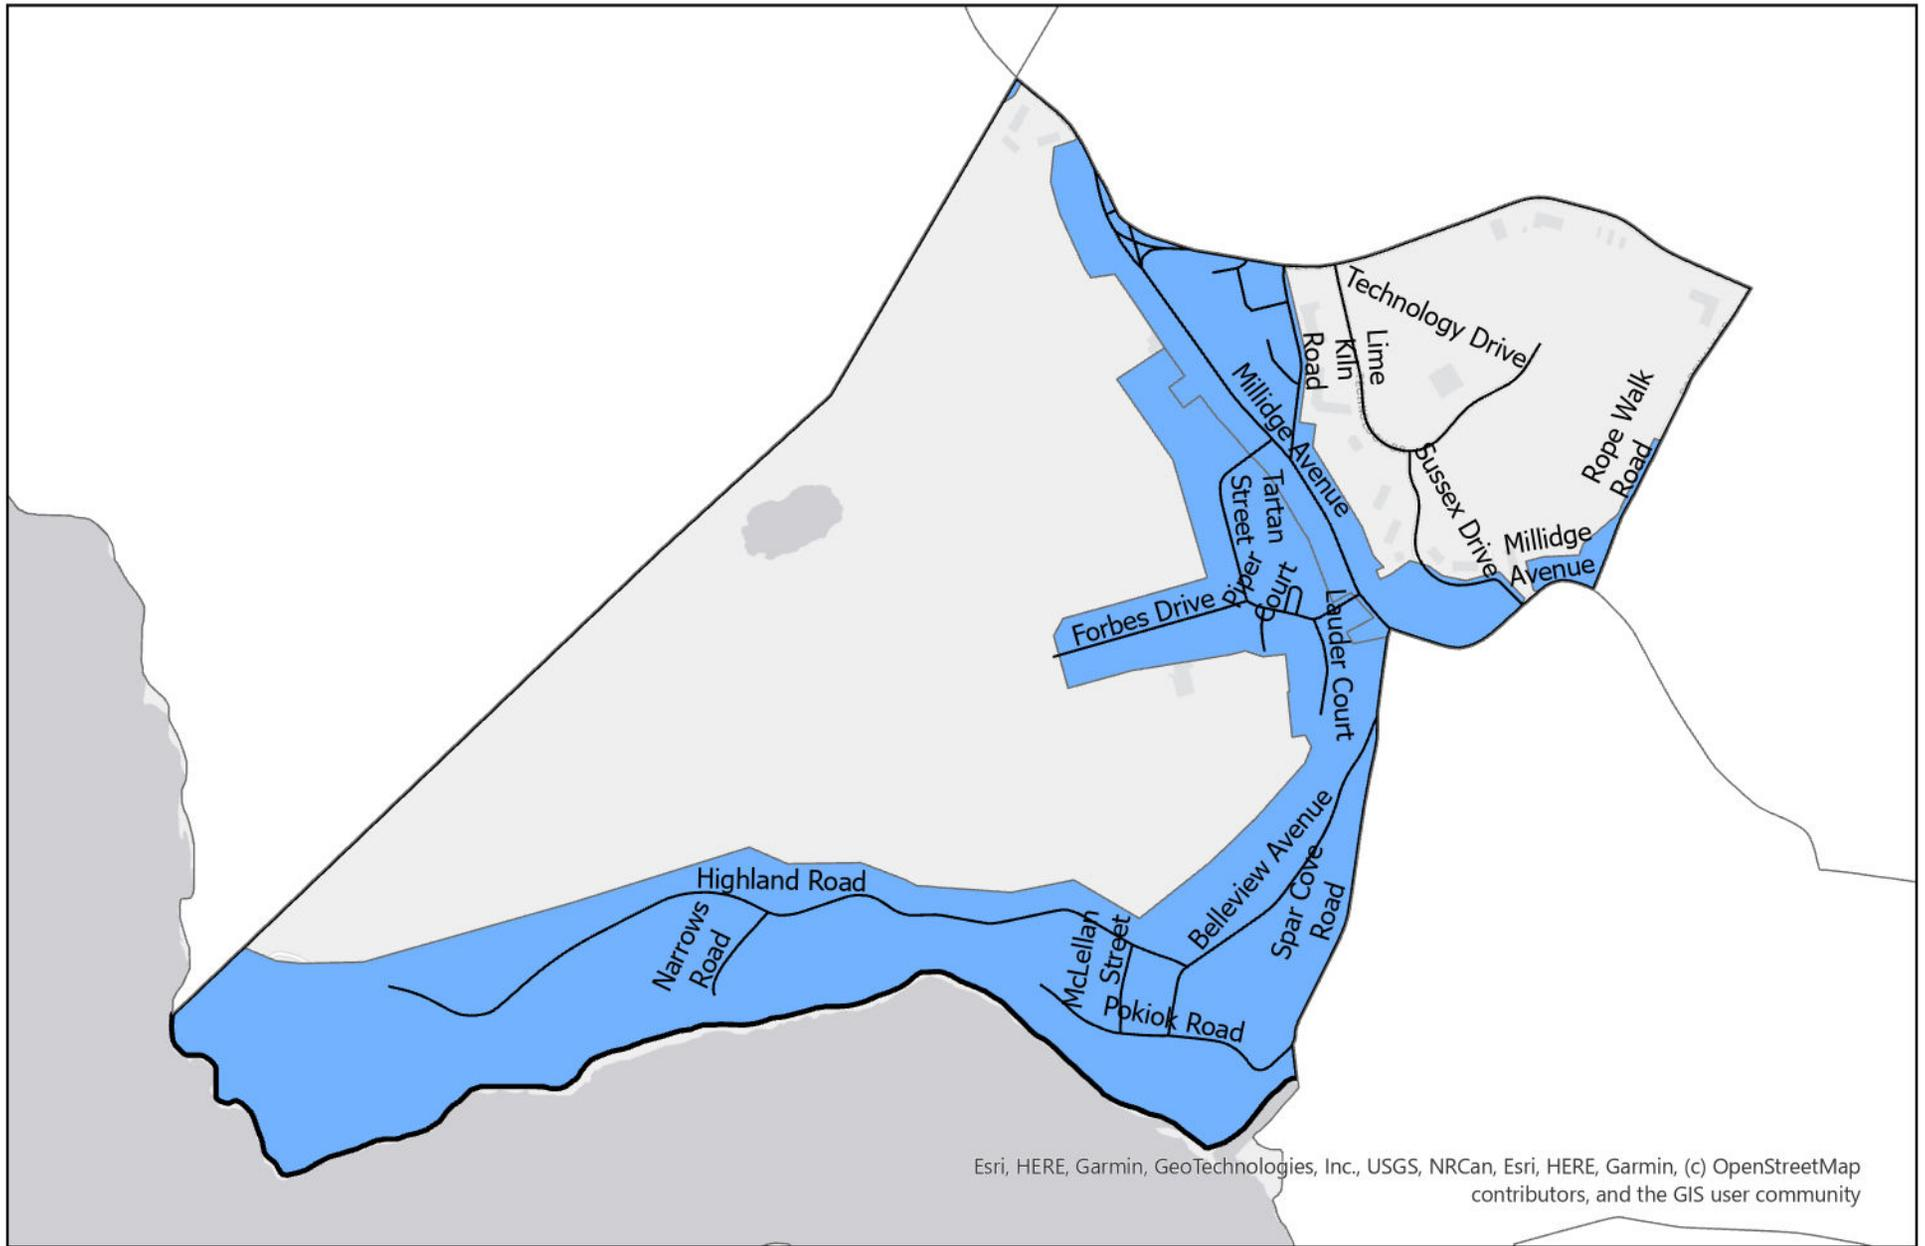 Technology Drive
Lime
Kiln
Road
Rope Walk
Road
Millidge Avenue
Sussex Drive
Millidge
Avenue
Tartan
Street
Piper
Court
Forbes Drive
Lauder Court
Belleview Avenue
Spar Cove
Road
Highland Road
Narrows
Road
McLellan
Street
Pokiok Road
Esri, HERE, Garmin, GeoTechnologies, Inc., USGS, NRCan, Esri, HERE, Garmin, (c) OpenStreetMap
contributors, and the GIS user community